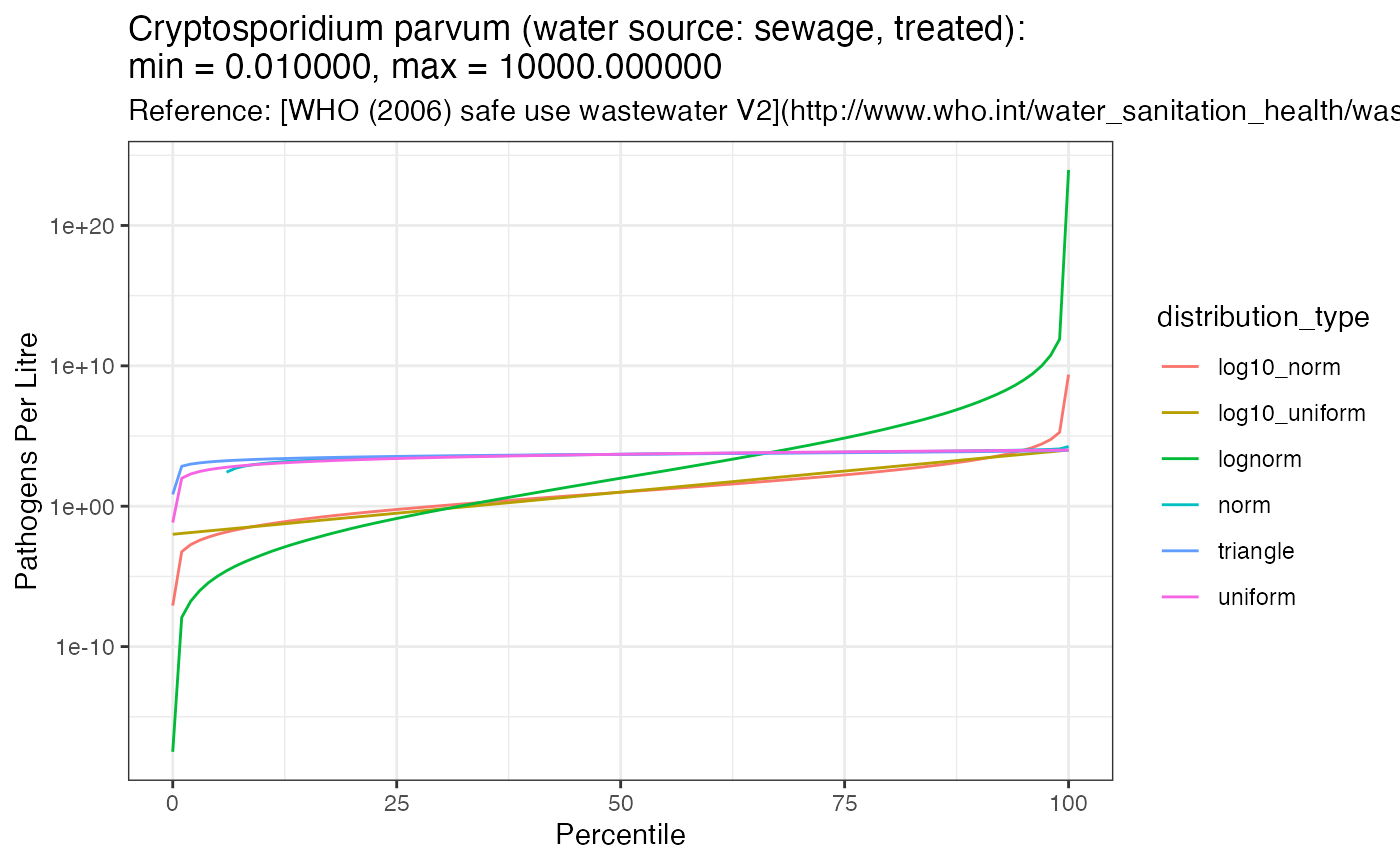 Cryptosporidium parvum (water source: sewage, treated):
min = 0.010000, max = 10000.000000
Reference: [WHO (2006) safe use wastewater V2](http://www.who.int/water_sanitation_health/was
1e+20
1e+10
1e+00
1e-10
Pathogens Per Litre
0
25
50
75
100
Percentile
distribution_type
log10_norm
log10_uniform
lognorm
norm
triangle
uniform